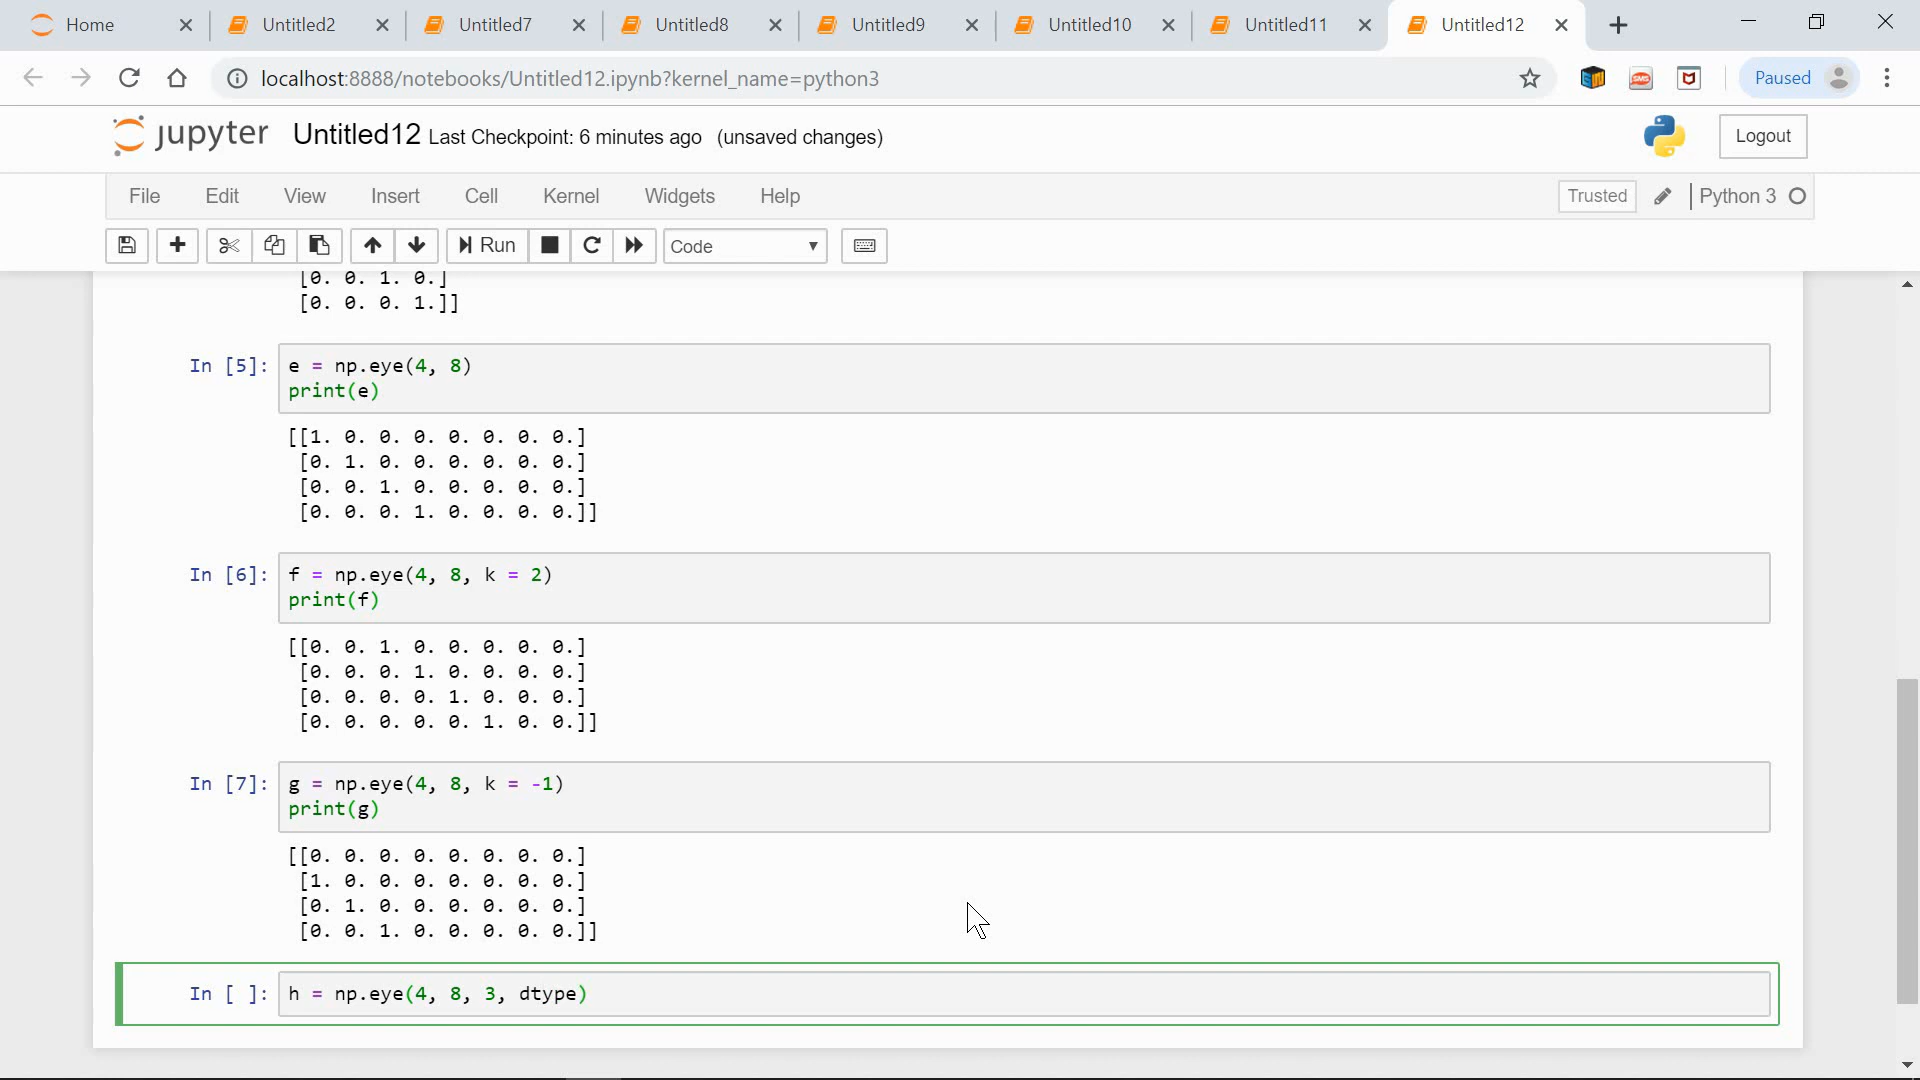 Home Untitled2 Untitled7 Untitled8 Untitled9 Untitled10 Untitled11 Untitled12
localhost:8888/notebooks/Untitled12.ipynb?kernel_name=python3 SMS Paused
jupyter Untitled12 Last Checkpoint: 6 minutes ago (unsaved changes) Logout
File Edit View Insert Cell Kernel Widgets Help Trusted Python 3
Run Code
[0. 0. 1. 0.]
[0. 0. 0. 1.]]
In [5]: e = np.eye(4, 8)
print(e)
[[1. 0. 0. 0. 0. 0. 0. 0.]
[0. 1. 0. 0. 0. 0. 0. 0.]
[0. 0. 1. 0. 0. 0. 0. 0.]
[0. 0. 0. 1. 0. 0. 0. 0.]]
In [6]: f = np.eye(4, 8, k = 2)
print(f)
[[0. 0. 1. 0. 0. 0. 0. 0.]
[0. 0. 0. 1. 0. 0. 0. 0.]
[0. 0. 0. 0. 1. 0. 0. 0.]
[0. 0. 0. 0. 0. 1. 0. 0.]]
In [7]: g = np.eye(4, 8, k = -1)
print(g)
[[0. 0. 0. 0. 0. 0. 0. 0.]
[1. 0. 0. 0. 0. 0. 0. 0.]
[0. 1. 0. 0. 0. 0. 0. 0.]
[0. 0. 1. 0. 0. 0. 0. 0.]]
In [ ]: h = np.eye(4, 8, 3, dtype)